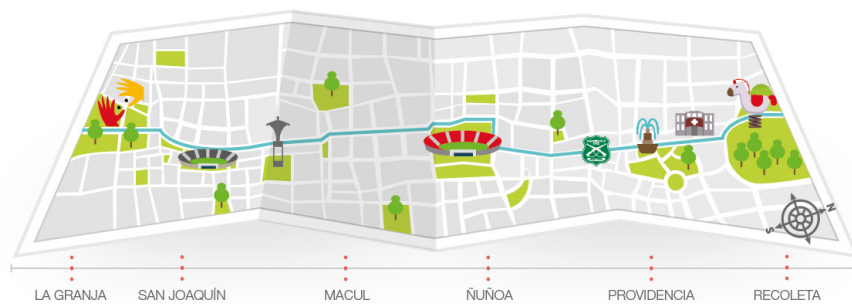 N
S
LA GRANJA
SAN JOAQUÍN
MACUL
ÑUÑOA
PROVIDENCIA
RECOLETA